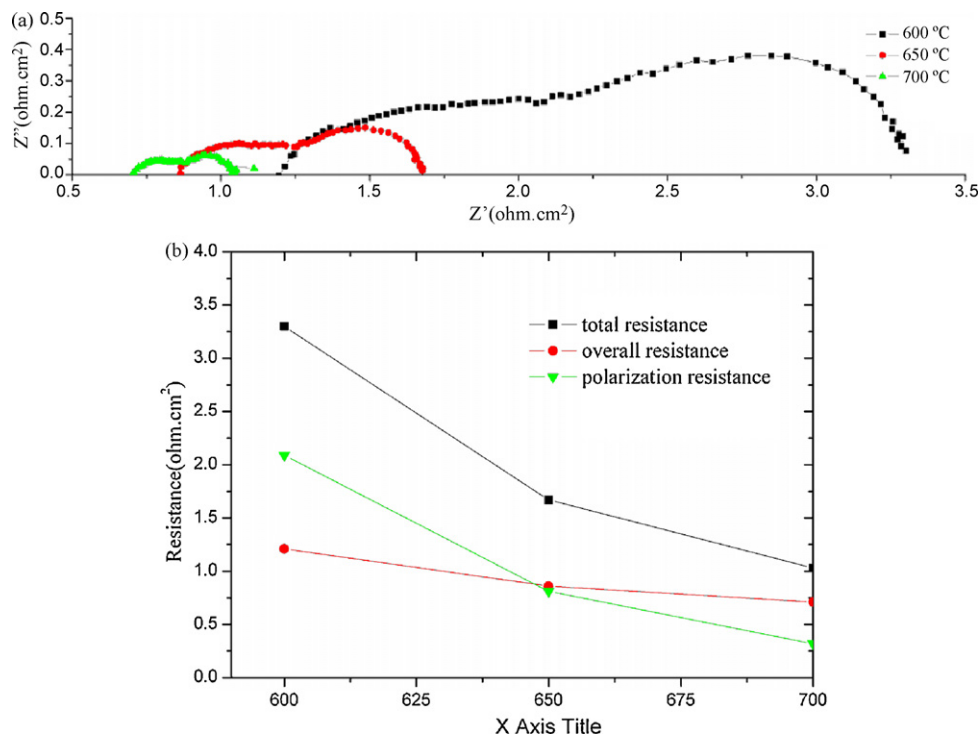 (a)
0.5
0.4
0.3
0.2
0.1
0.0
Z''(ohm.cm²)
600 ºC
650 ºC
700 ºC
0.5 1.0 1.5 2.0 2.5 3.0 3.5
Z'(ohm.cm²)
(b)
4.0
3.5
3.0
2.5
2.0
1.5
1.0
0.5
0.0
Resistance(ohm.cm²)
total resistance
overall resistance
polarization resistance
600 625 650 675 700
X Axis Title